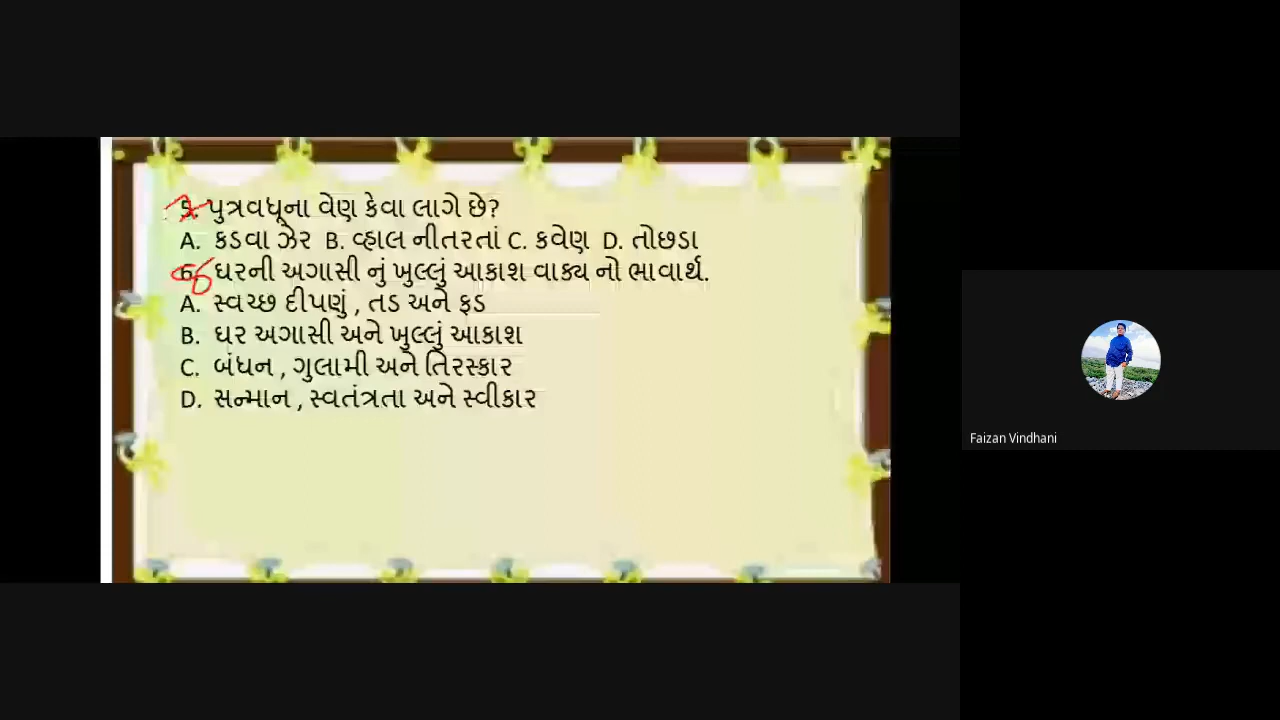 5. પુત્રવધૂના વેણ કેવા લાગે છે?
A. કડવા ઝેર B. વ્હાલ નીતરતાં C. કવેણ D. તોછડા
6. ઘરની અગાસી નું ખુલ્લું આકાશ વાક્ય નો ભાવાર્થ.
A. સ્વચ્છ દીપણું , તડ અને ફડ
B. ઘર અગાસી અને ખુલ્લું આકાશ
C. બંધન , ગુલામી અને તિરસ્કાર
D. સન્માન , સ્વતંત્રતા અને સ્વીકાર
Faizan Vindhani